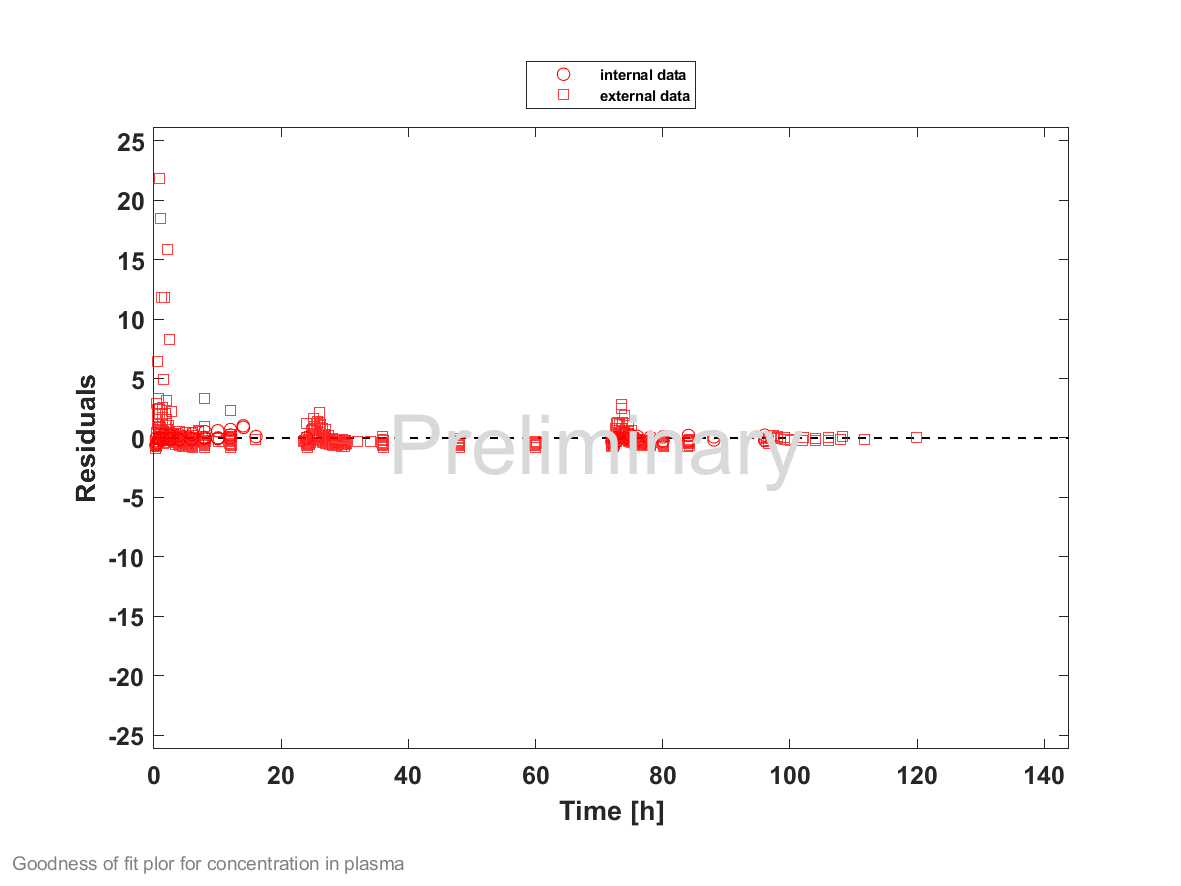 internal data
external data
25
20
15
10
5
0
-5
-10
-15
-20
-25
Residuals
Preliminary
0 20 40 60 80 100 120 140
Time [h]
Goodness of fit plor for concentration in plasma